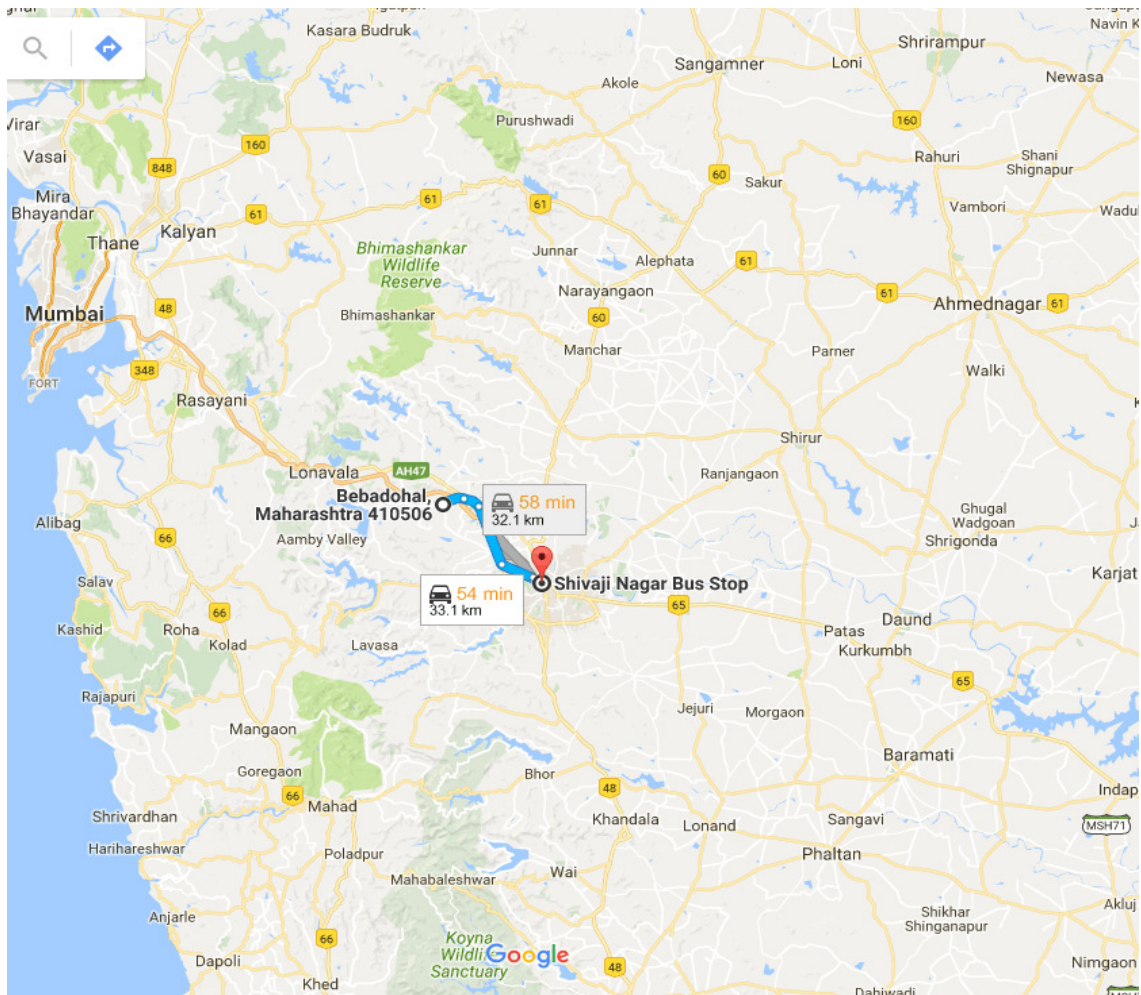 Kasara Budruk
Shrirampur
Navin K
Sangamner
Loni
Newasa
Akole
Virar
Purushwadi
160
Vasai
160
848
Rahuri
Shani
Shignapur
60
Sakur
Mira
Bhayandar
61
61
61
Vambori
Wadul
Kalyan
Thane
Bhimashankar
Wildlife
Reserve
Junnar
Alephata
61
61
Narayangaon
Ahmednagar
61
48
Mumbai
Bhimashankar
60
Manchar
Parner
Walki
348
FORT
Rasayani
Shirur
Lonavala
AH47
Ranjangaon
Bebadohal,
Maharashtra 410506
58 min
32.1 km
Ghugal
Wadgoan
Alibag
66
Aamby Valley
Shrigonda
Salav
Shivaji Nagar Bus Stop
Karjat
54 min
33.1 km
65
66
Kashid
Roha
Kolad
Lavasa
Daund
Patas
Kurkumbh
65
Rajapuri
Jejuri
Morgaon
Mangaon
Baramati
Goregaon
Bhor
48
Indap
66
Mahad
Shrivardhan
Khandala
Lonand
Sangavi
MSH71
Harihareshwar
Poladpur
Phaltan
Wai
Mahabaleshwar
Akluj
Anjarle
Shikhar
Shinganapur
66
Koyna
Wildlife
Sanctuary
Google
Dapoli
48
Nimgaon
Khed
Dahiwadi